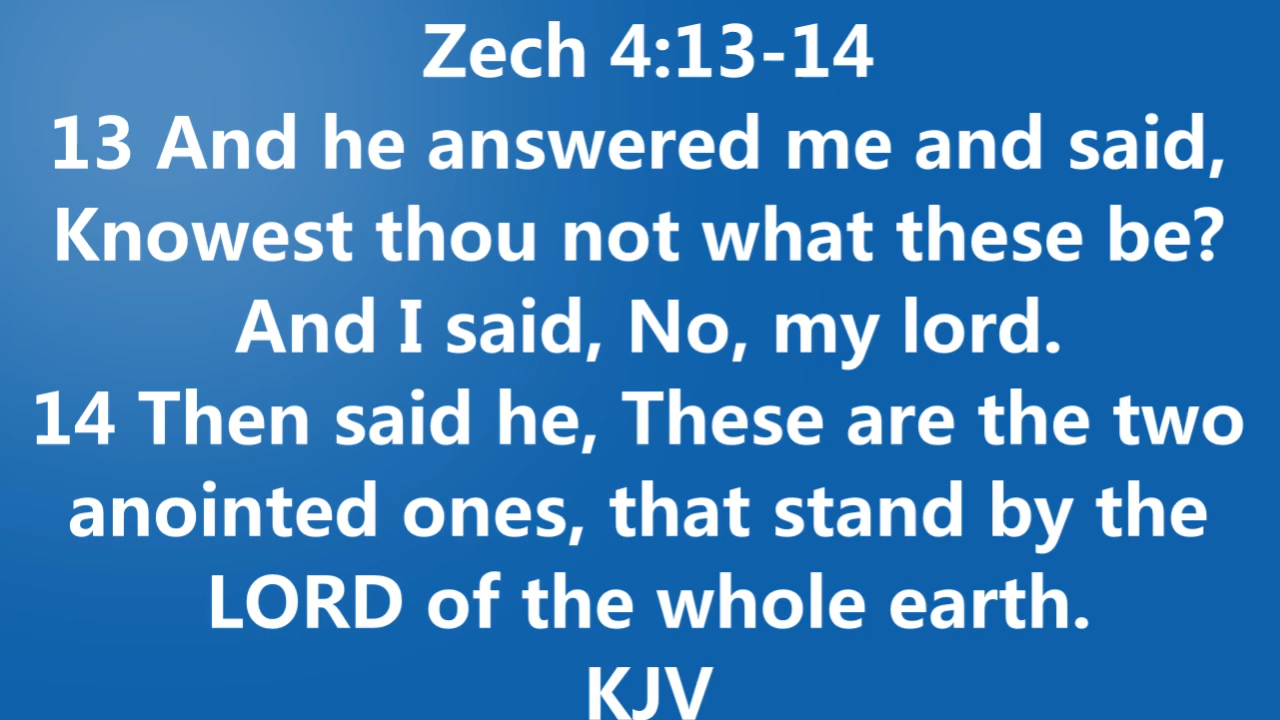 Zech 4:13-14
13 And he answered me and said,
Knowest thou not what these be?
And I said, No, my lord.
14 Then said he, These are the two
anointed ones, that stand by the
LORD of the whole earth.
KJV